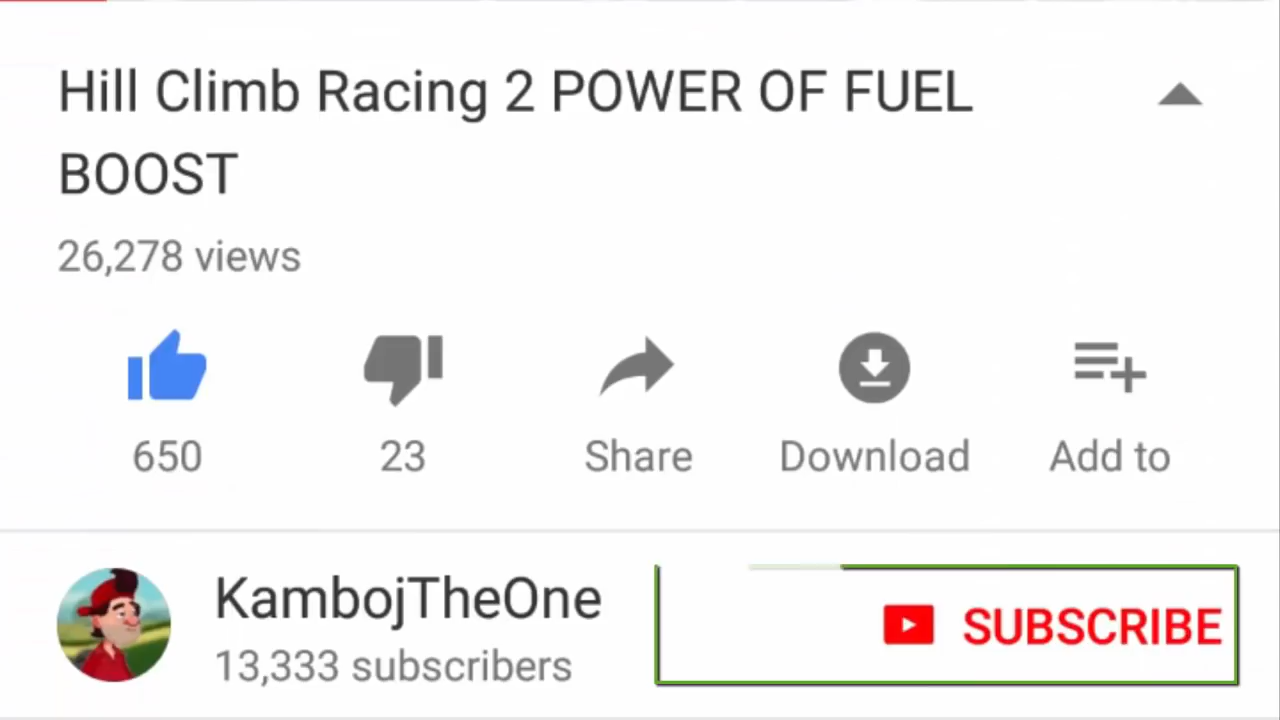 Hill Climb Racing 2 POWER OF FUEL
BOOST
26,278 views
650 23 Share Download Add to
KambojTheOne
SUBSCRIBE
13,333 subscribers